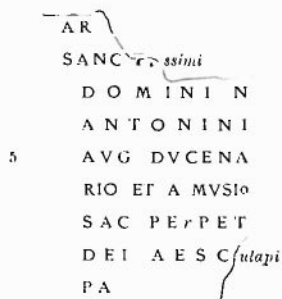 AR
SANCTissimi
DOMINI N
ANTONINI
5 AVG DVCENA
RIO ET A MVSIo
SAC PErPET
DEI AESCulapi
PA